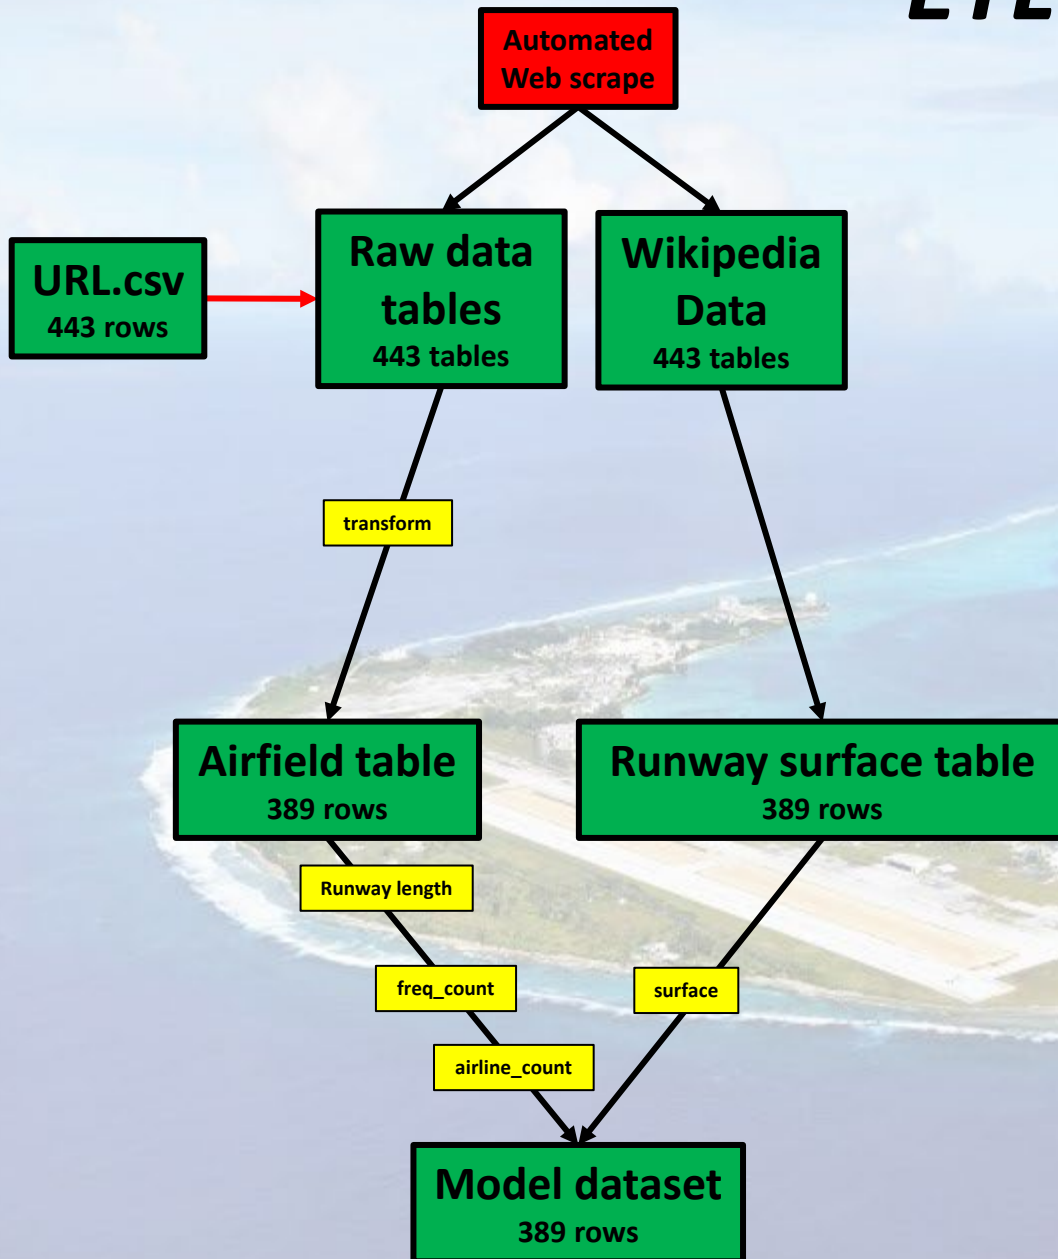 ETL
Automated
Web scrape
URL.csv
443 rows
Raw data
tables
443 tables
Wikipedia
Data
443 tables
transform
Airfield table
389 rows
Runway surface table
389 rows
Runway length
freq_count
surface
airline_count
Model dataset
389 rows